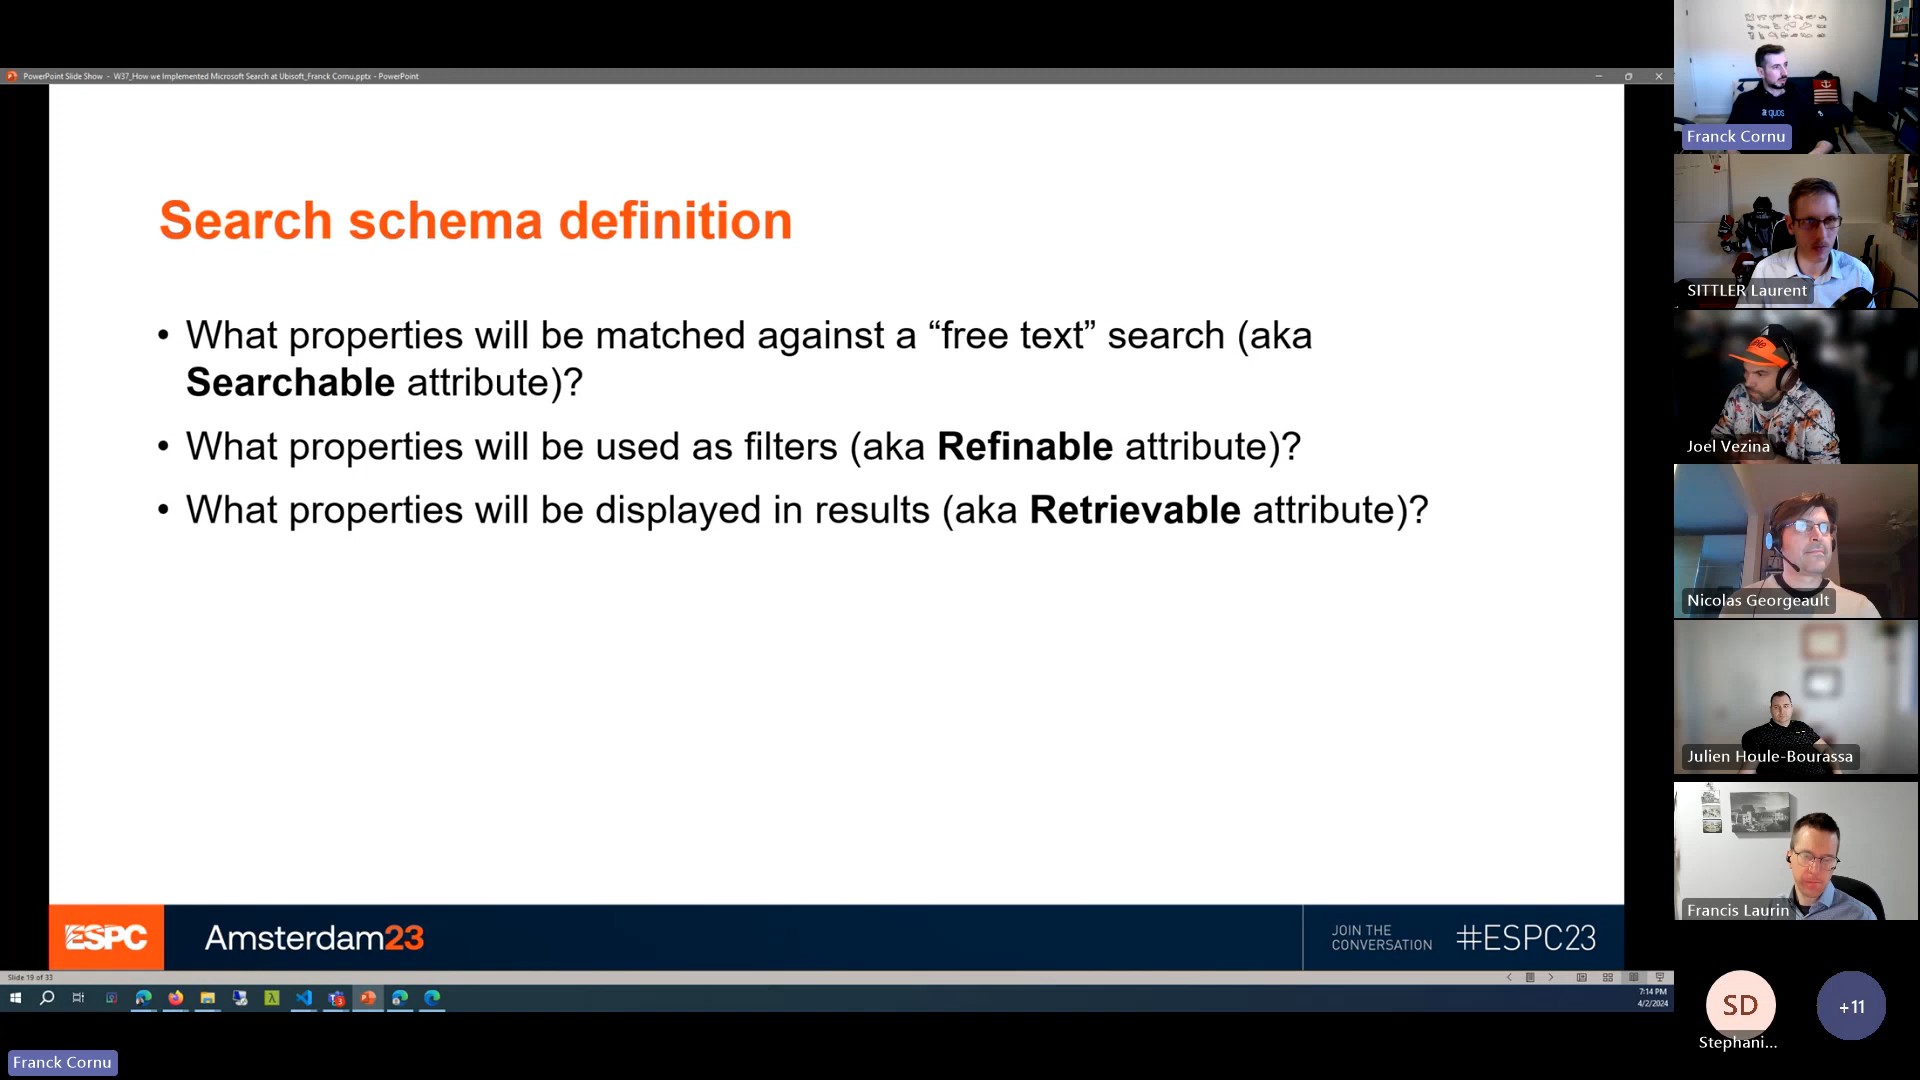 PowerPoint Slide Show - W37_How we Implemented Microsoft Search at Ubisoft_Franck Cornu.pptx - PowerPoint
Search schema definition
• What properties will be matched against a “free text” search (aka
Searchable attribute)?
• What properties will be used as filters (aka Refinable attribute)?
• What properties will be displayed in results (aka Retrievable attribute)?
ESPC
Amsterdam23
JOIN THE
CONVERSATION
#ESPC23
Slide 19 of 33
7:14 PM
4/2/2024
Franck Cornu
Franck Cornu
SITTLER Laurent
Joel Vezina
Nicolas Georgeault
Julien Houle-Bourassa
Francis Laurin
SD
Stephani...
+11